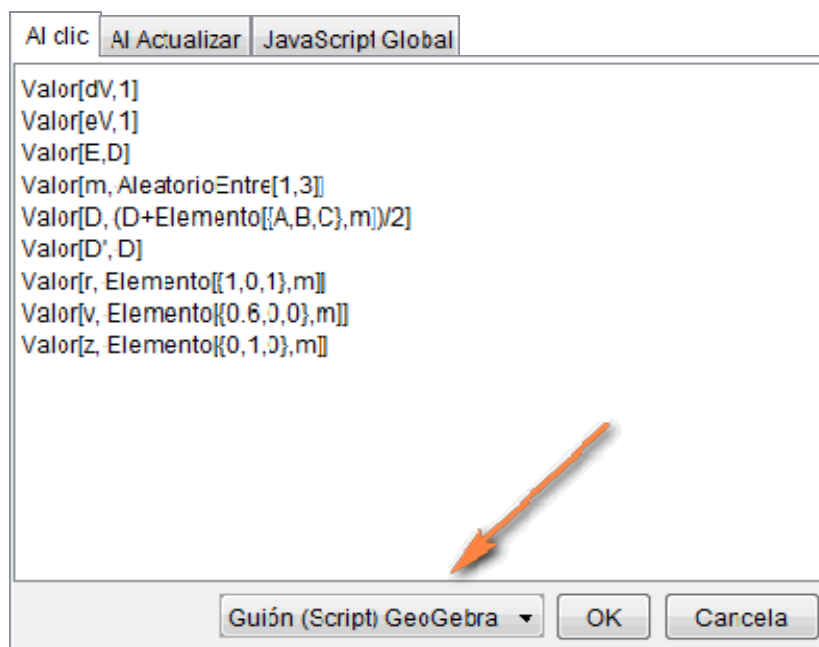 Al clic Al Actualizar JavaScript Global
Valor[dV,1]
Valor[eV,1]
Valor[E,D]
Valor[m, AleatorioEntre[1,3]]
Valor[D, (D+Elemento[{A,B,C},m])/2]
Valor[D', D]
Valor[r, Elemento[{1,0,1},m]]
Valor[v, Elemento[{0.6,0,0},m]]
Valor[z, Elemento[{0,1,0},m]]
Guión (Script) GeoGebra OK Cancela